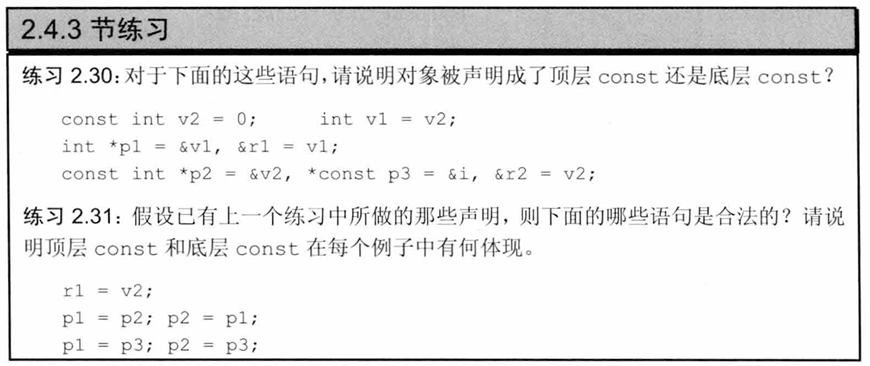 2.4.3 节练习
练习 2.30：对于下面的这些语句，请说明对象被声明成了顶层 const 还是底层 const？
const int v2 = 0;    int v1 = v2;
int *p1 = &v1, &r1 = v1;
const int *p2 = &v2, *const p3 = &i, &r2 = v2;
练习 2.31：假设已有上一个练习中所做的那些声明，则下面的哪些语句是合法的？请说
明顶层 const 和底层 const 在每个例子中有何体现。
r1 = v2;
p1 = p2; p2 = p1;
p1 = p3; p2 = p3;